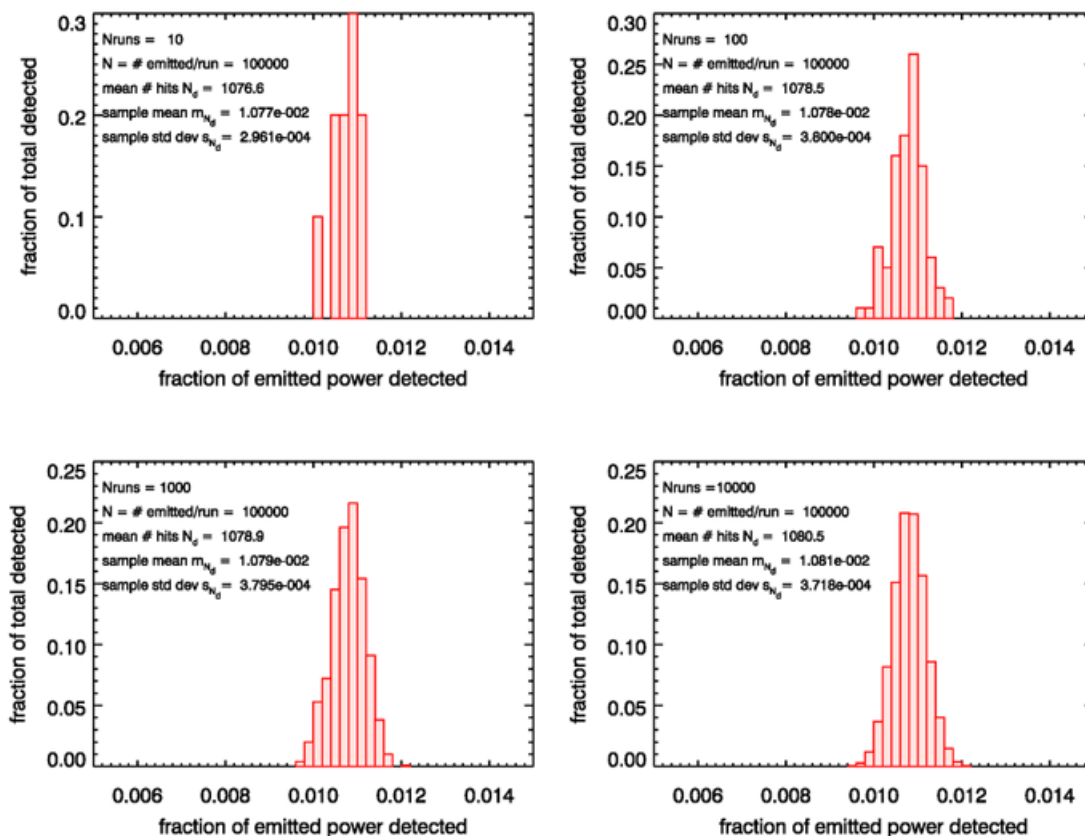 0.3
0.2
0.1
0.0
fraction of total detected
Nruns = 10
N = # emitted/run = 100000
mean # hits N_d = 1076.6
sample mean m_N_d = 1.077e-002
sample std dev s_N_d = 2.961e-004
0.006 0.008 0.010 0.012 0.014
fraction of emitted power detected
0.30
0.25
0.20
0.15
0.10
0.05
0.00
fraction of total detected
Nruns = 100
N = # emitted/run = 100000
mean # hits N_d = 1078.5
sample mean m_N_d = 1.078e-002
sample std dev s_N_d = 3.800e-004
0.006 0.008 0.010 0.012 0.014
fraction of emitted power detected
0.25
0.20
0.15
0.10
0.05
0.00
fraction of total detected
Nruns = 1000
N = # emitted/run = 100000
mean # hits N_d = 1078.9
sample mean m_N_d = 1.079e-002
sample std dev s_N_d = 3.795e-004
0.006 0.008 0.010 0.012 0.014
fraction of emitted power detected
0.25
0.20
0.15
0.10
0.05
0.00
fraction of total detected
Nruns =10000
N = # emitted/run = 100000
mean # hits N_d = 1080.5
sample mean m_N_d = 1.081e-002
sample std dev s_N_d = 3.718e-004
0.006 0.008 0.010 0.012 0.014
fraction of emitted power detected